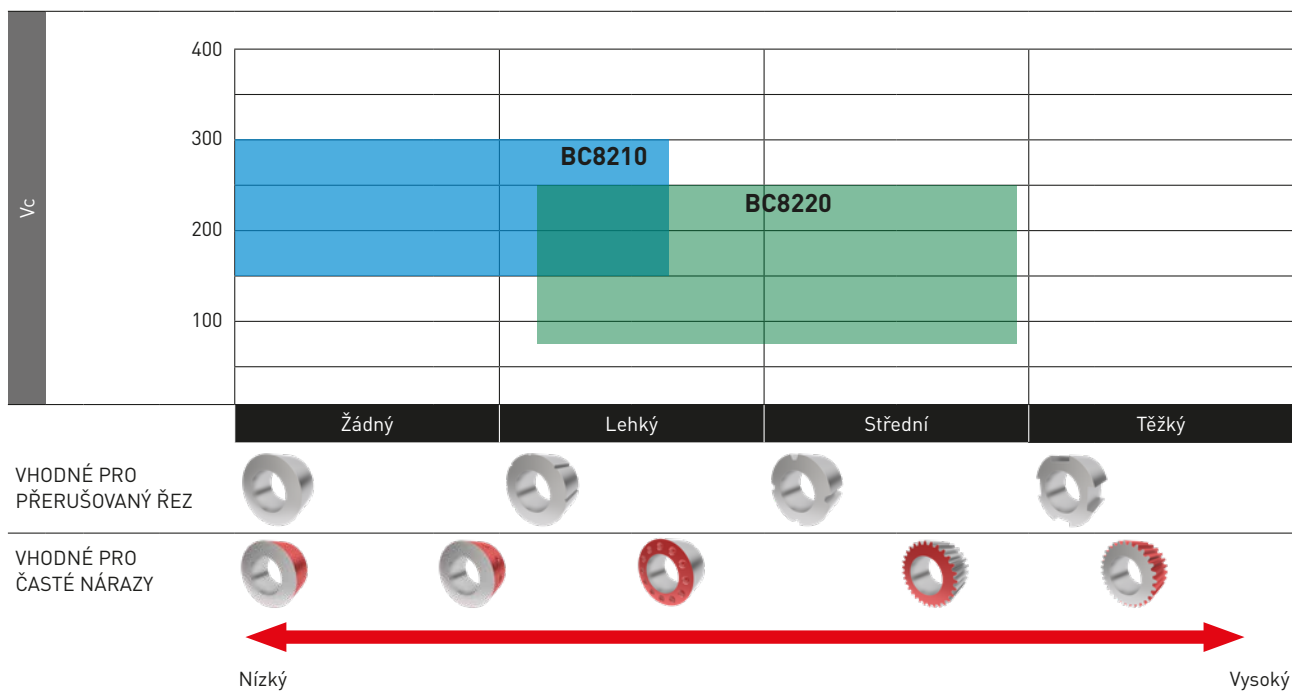 Vc
400
300
200
100
BC8210
BC8220
Žádný
Lehký
Střední
Těžký
VHODNÉ PRO
PŘERUŠOVANÝ ŘEZ
VHODNÉ PRO
ČASTÉ NÁRAZY
Nízký
Vysoký